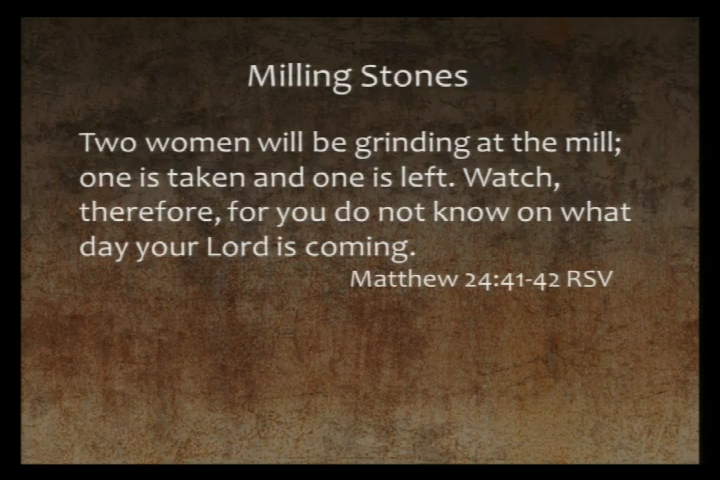 Milling Stones
Two women will be grinding at the mill;
one is taken and one is left. Watch,
therefore, for you do not know on what
day your Lord is coming.
Matthew 24:41-42 RSV